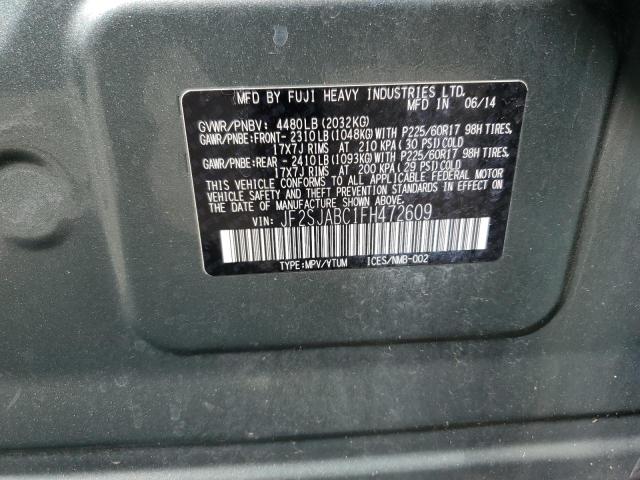 MFD BY FUJI HEAVY INDUSTRIES LTD.
MFD IN 06/14
GVWR/PNBV: 4480LB(2032KG)
GAWR/PNBE:FRONT-2310LB(1048KG)WITH P225/60R17 98H TIRES,
17X7J RIMS AT 210 KPA(30 PSI)COLD
GAWR/PNBE:REAR -2410LB(1093KG)WITH P225/60R17 98H TIRES,
17X7J RIMS AT 200 KPA(29 PSI)COLD
THIS VEHICLE CONFORMS TO ALL APPLICABLE FEDERAL MOTOR
VEHICLE SAFETY STANDARDS IN EFFECT ON
THE DATE OF MANUFACTURE SHOWN ABOVE.
VIN: JF2SJABC1FH472609
TYPE:MPV/VTUM ICES/NMB-002